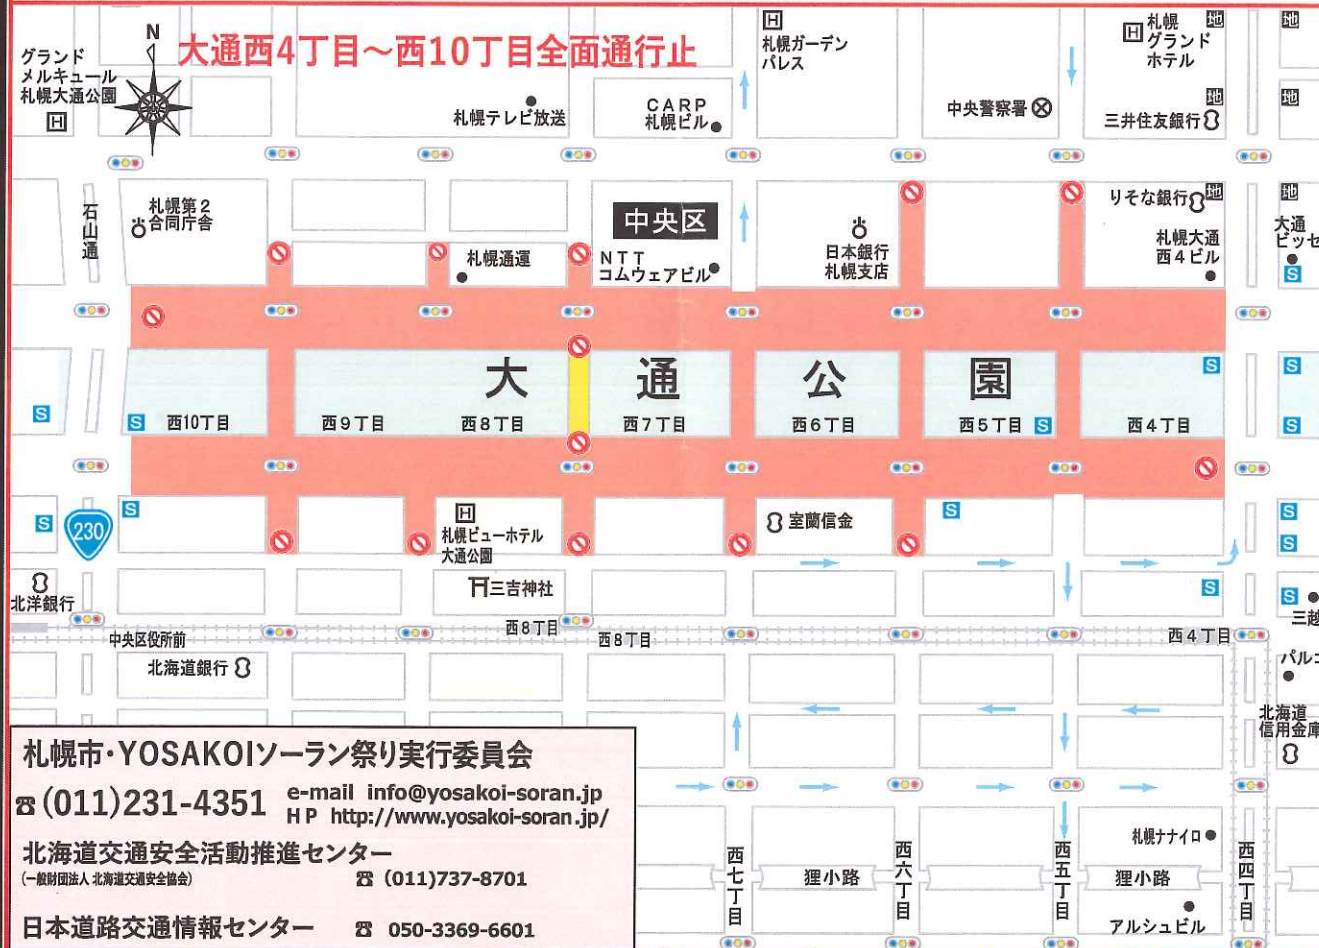 大通西4丁目～西10丁目全面通行止
N
グランド
メルキュール
札幌大通公園
H
札幌テレビ放送
CARP
札幌ビル
H
札幌ガーデン
パレス
中央警察署
H 札幌
グランド
ホテル
地
地
地
地
三井住友銀行
石山通
札幌第2
合同庁舎
札幌通運
中央区
NTT
コムウェアビル
日本銀行
札幌支店
りそな銀行
地
地
札幌大通
西4ビル
大通
ビッセ
S
大通公園
S
S
S
S
西10丁目
西9丁目
西8丁目
西7丁目
西6丁目
西5丁目
S
西4丁目
S
S
230
S
H
札幌ビューホテル
大通公園
室蘭信金
S
S
S
北洋銀行
三吉神社
S
S
三越
中央区役所前
西8丁目
西8丁目
西4丁目
北海道銀行
北海道
信用金庫
札幌市・YOSAKOIソーラン祭り実行委員会
☎(011)231-4351
e-mail info@yosakoi-soran.jp
HP http://www.yosakoi-soran.jp/
北海道交通安全活動推進センター
(一般財団法人 北海道交通安全協会)
☎ (011)737-8701
日本道路交通情報センター ☎ 050-3369-6601
札幌ナナイロ
西七丁目
狸小路
西六丁目
西五丁目
狸小路
西四丁目
アルシュビル